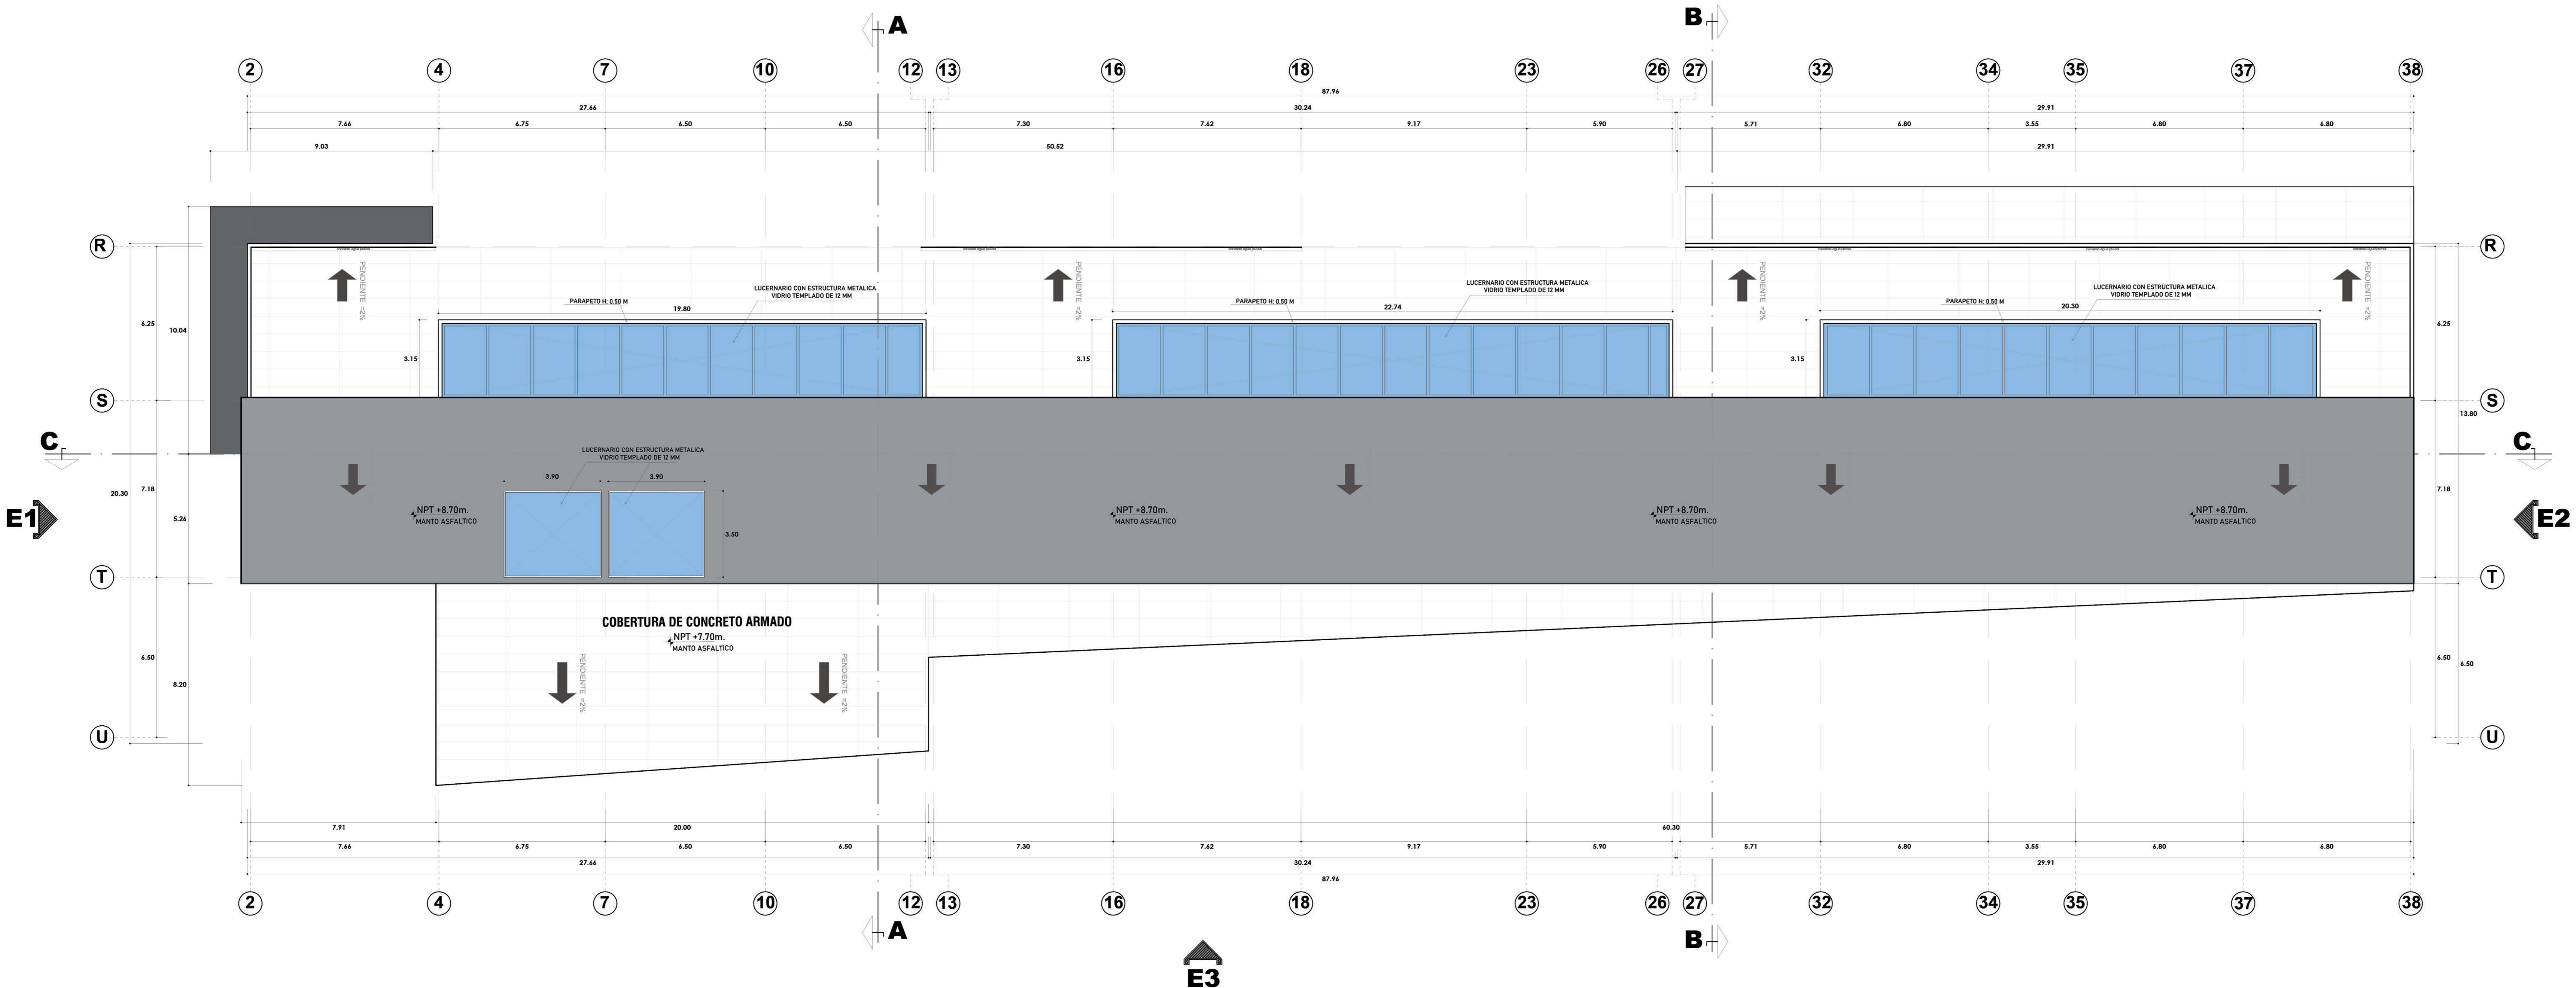 A
B
2
4
7
10
12
13
16
18
23
26
27
32
34
35
37
38
87.96
27.66
30.24
29.91
7.66
6.75
6.50
6.50
7.30
7.62
9.17
5.90
5.71
6.80
3.55
6.80
6.80
9.03
50.52
29.91
R
R
PENDIENTE =2%
PENDIENTE =2%
PENDIENTE =2%
PENDIENTE =2%
LUCERNARIO CON ESTRUCTURA METALICA
VIDRIO TEMPLADO DE 12 MM
PARAPETO H: 0.50 M
19.80
LUCERNARIO CON ESTRUCTURA METALICA
VIDRIO TEMPLADO DE 12 MM
PARAPETO H: 0.50 M
22.74
LUCERNARIO CON ESTRUCTURA METALICA
VIDRIO TEMPLADO DE 12 MM
PARAPETO H: 0.50 M
20.30
6.25
10.04
6.25
3.15
3.15
3.15
S
S
13.80
C
C
LUCERNARIO CON ESTRUCTURA METALICA
VIDRIO TEMPLADO DE 12 MM
3.90
3.90
20.30
7.18
5.26
7.18
E1
E2
NPT +8.70m.
MANTO ASFALTICO
NPT +8.70m.
MANTO ASFALTICO
NPT +8.70m.
MANTO ASFALTICO
NPT +8.70m.
MANTO ASFALTICO
3.50
T
T
COBERTURA DE CONCRETO ARMADO
NPT +7.70m.
MANTO ASFALTICO
PENDIENTE =2%
PENDIENTE =2%
6.50
8.20
6.50
6.50
U
U
7.91
20.00
60.30
7.66
6.75
6.50
6.50
7.30
7.62
9.17
5.90
5.71
6.80
3.55
6.80
6.80
27.66
30.24
29.91
87.96
2
4
7
10
12
13
16
18
23
26
27
32
34
35
37
38
A
B
E3